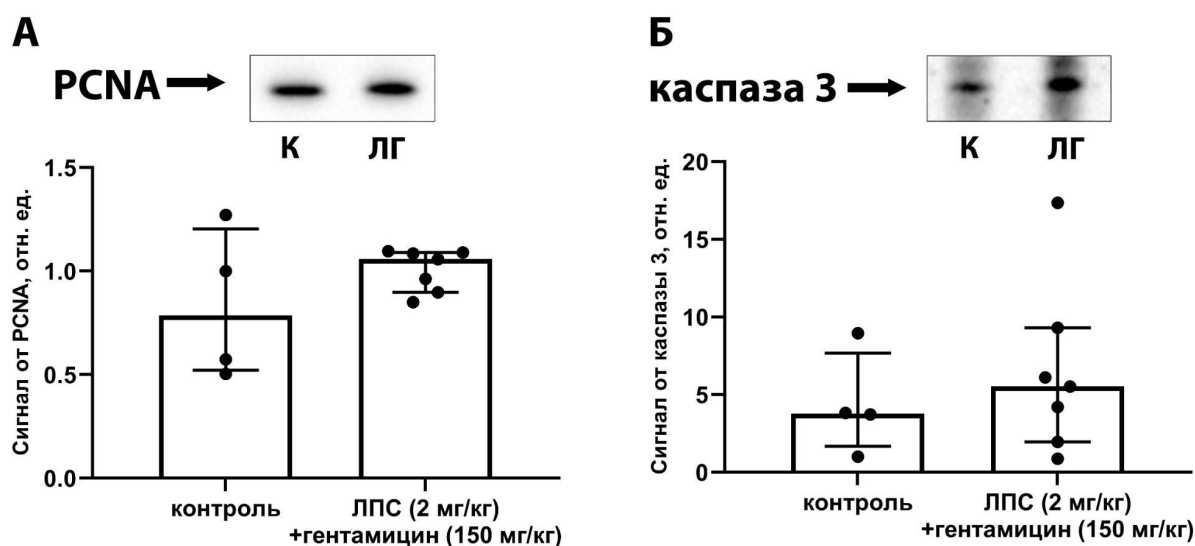 А
PCNA
К ЛГ
Сигнал от PCNA, отн. ед.
1.5
1.0
0.5
0.0
контроль
ЛПС (2 мг/кг)
+гентамицин (150 мг/кг)
Б
каспаза 3
К ЛГ
Сигнал от каспазы 3, отн. ед.
20
15
10
5
0
контроль
ЛПС (2 мг/кг)
+гентамицин (150 мг/кг)